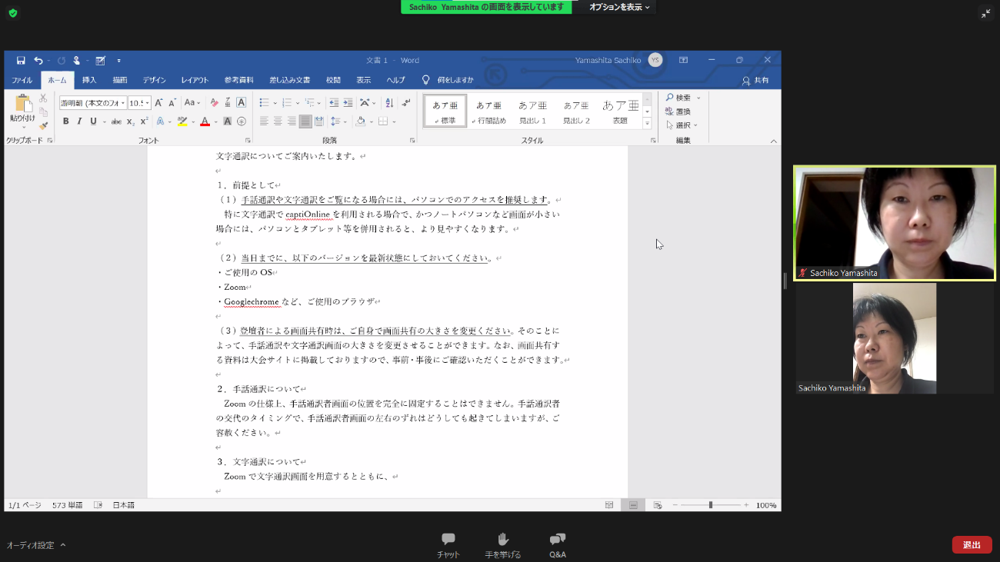 Sachiko Yamashita の画面を表示しています
オプションを表示
文書 1 - Word
Yamashita Sachiko
YS
ファイル ホーム 挿入 描画 デザイン レイアウト 参考資料 差し込み文書 校閲 表示 ヘルプ 何をしますか 共有
貼り付け
游明朝 (本文のフォ 10.5
Aa
B I U abc x₂ x²
あア亜 あア亜 あア亜 あア亜 あア亜
標準 行間詰め 見出し 1 見出し 2 表題
検索
置換
選択
クリップボード フォント 段落 スタイル 編集
文字通訳についてご案内いたします。
１．前提として
（１）手話通訳や文字通訳をご覧になる場合には、パソコンでのアクセスを推奨します。
特に文字通訳で captiOnline を利用される場合で、かつノートパソコンなど画面が小さい
場合には、パソコンとタブレット等を併用されると、より見やすくなります。
（２）当日までに、以下のバージョンを最新状態にしておいてください。
・ご使用の OS
・Zoom
・Googlechrome など、ご使用のブラウザ
（３）登壇者による画面共有時は、ご自身で画面共有の大きさを変更ください。そのことに
よって、手話通訳や文字通訳画面の大きさを変更させることができます。なお、画面共有す
る資料は大会サイトに掲載しておりますので、事前・事後にご確認いただくことができます。
２．手話通訳について
Zoom の仕様上、手話通訳者画面の位置を完全に固定することはできません。手話通訳者
の交代のタイミングで、手話通訳者画面の左右のずれはどうしても起きてしまいますが、ご
容赦ください。
３．文字通訳について
Zoom で文字通訳画面を用意するとともに、
1/1 ページ 573 単語 日本語 100%
Sachiko Yamashita
Sachiko Yamashita
オーディオ設定
チャット 手を挙げる Q&A
退出